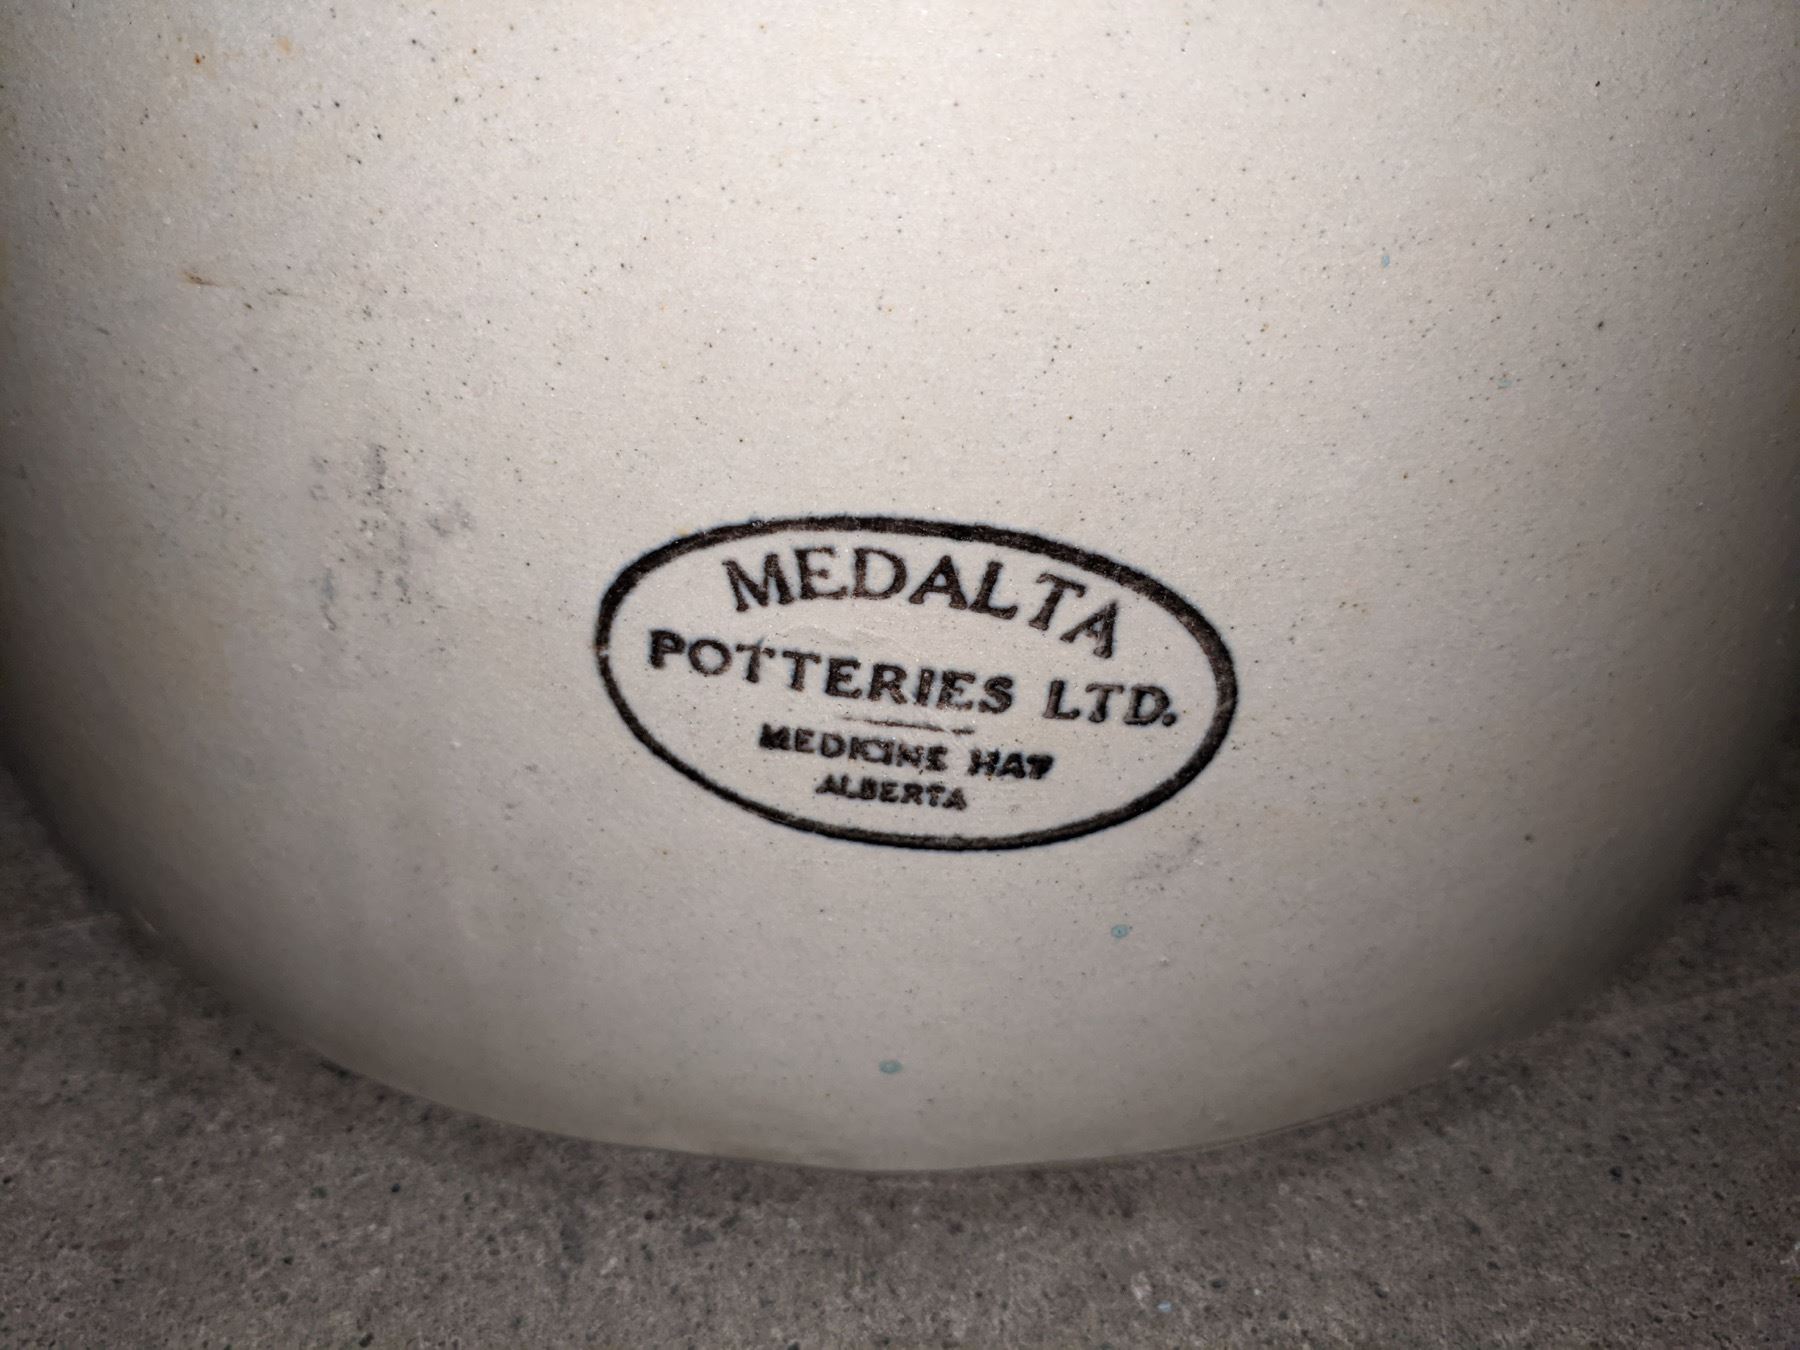 MEDALTA
POTTERIES LTD.
MEDICINE HAT
ALBERTA